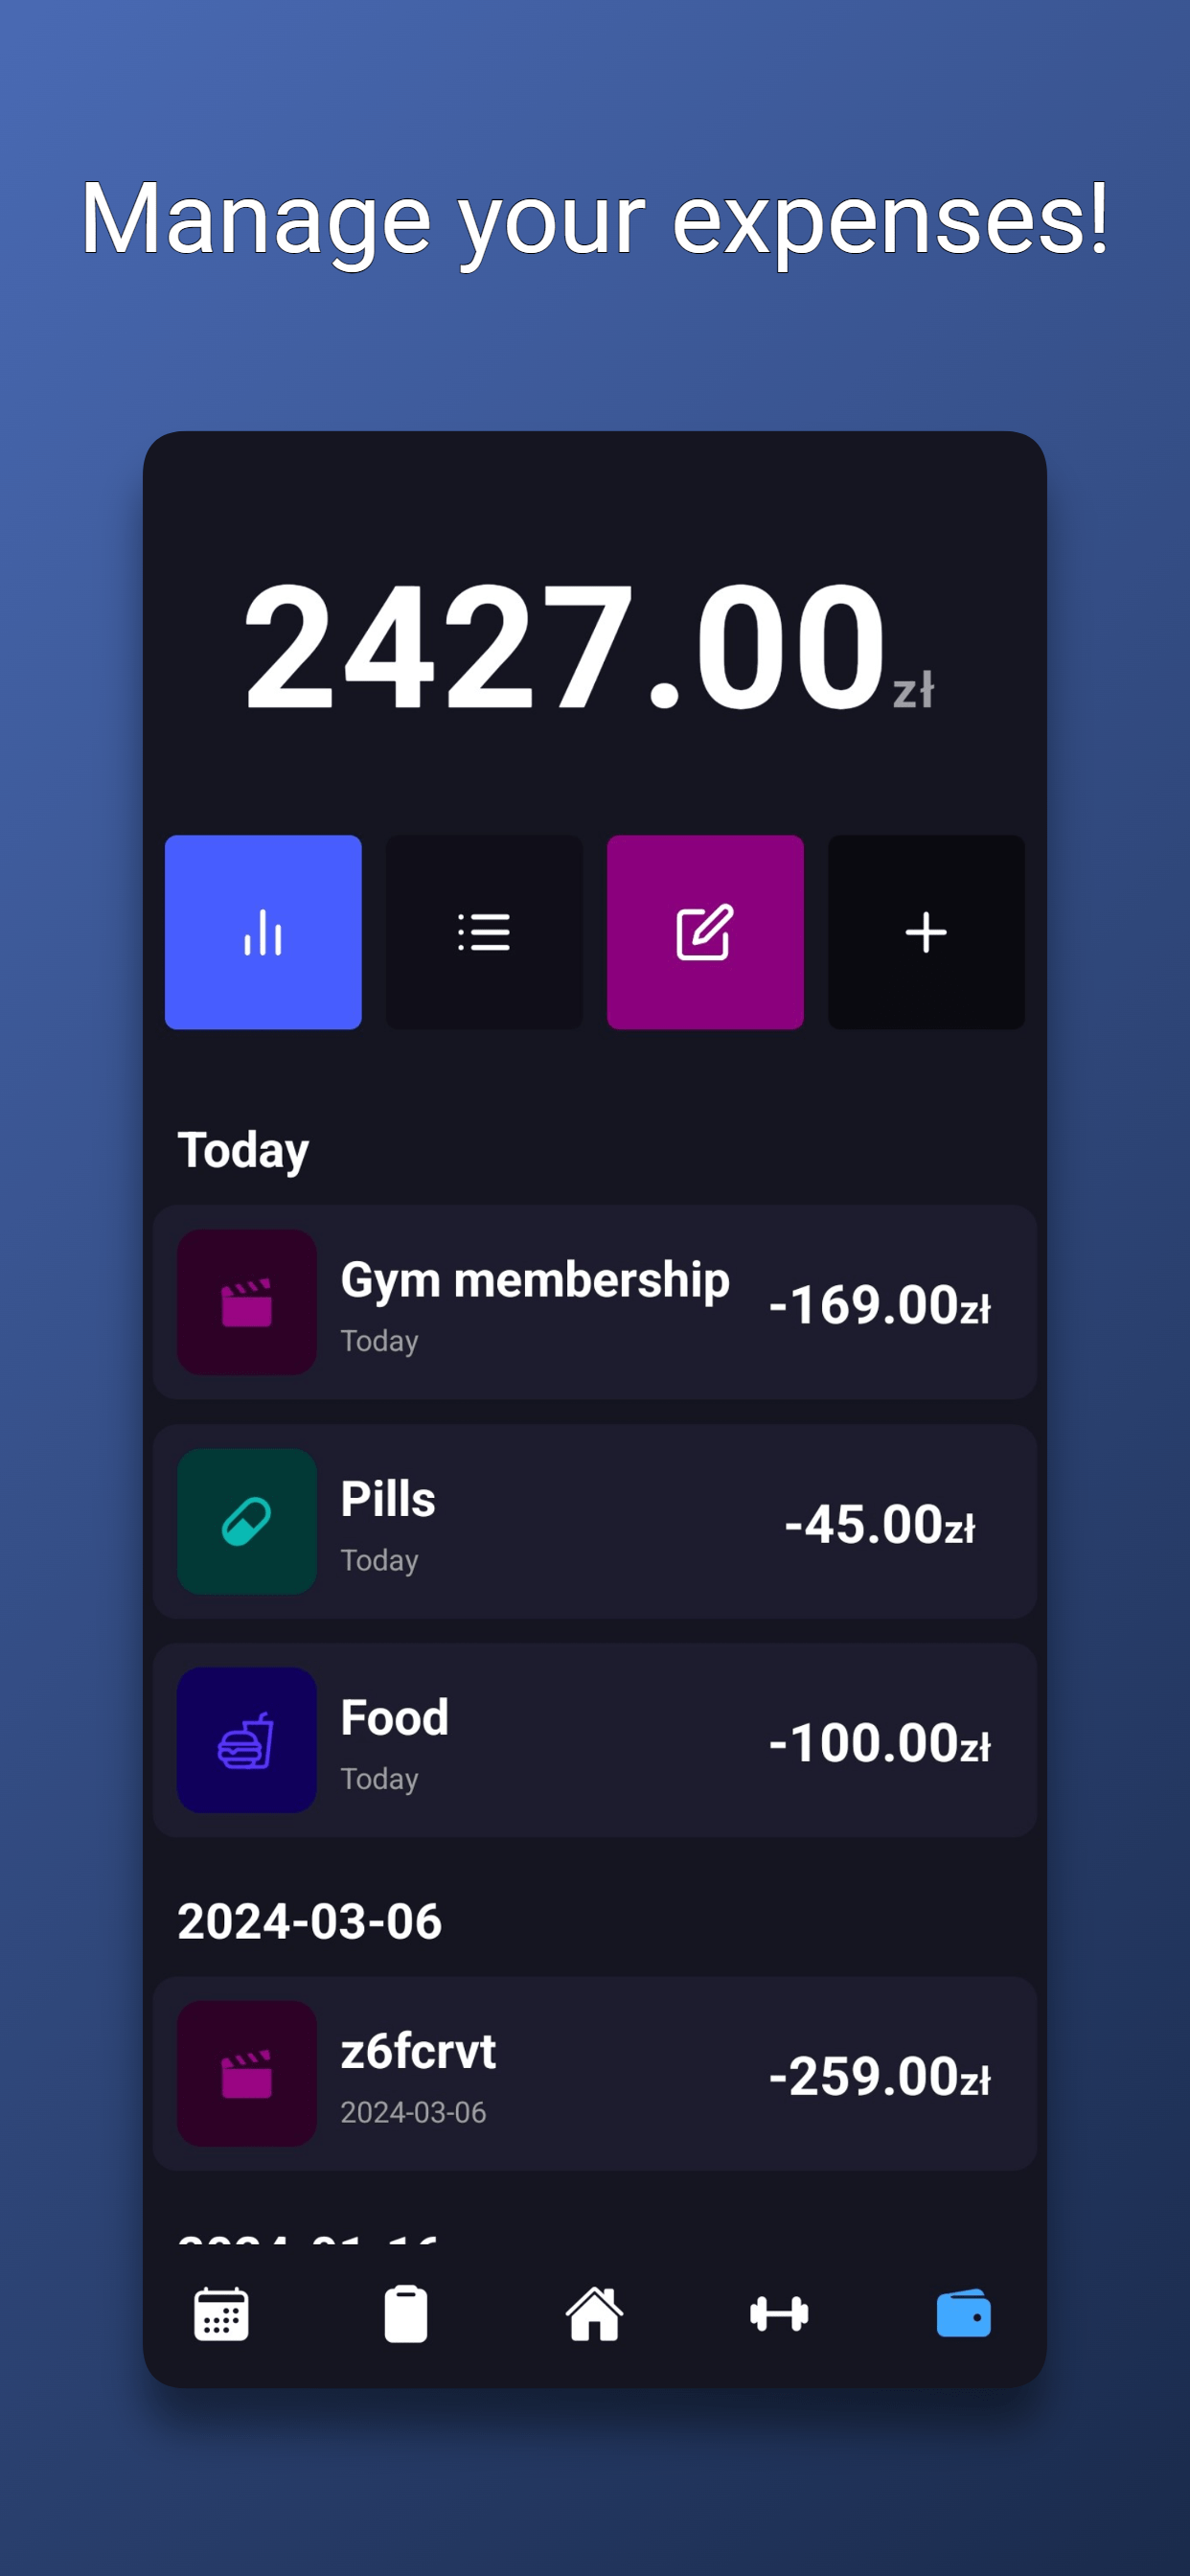 Manage your expenses!
2427.00zł
Today
Gym membership
Today
-169.00zł
Pills
Today
-45.00zł
Food
Today
-100.00zł
2024-03-06
z6fcrvt
2024-03-06
-259.00zł